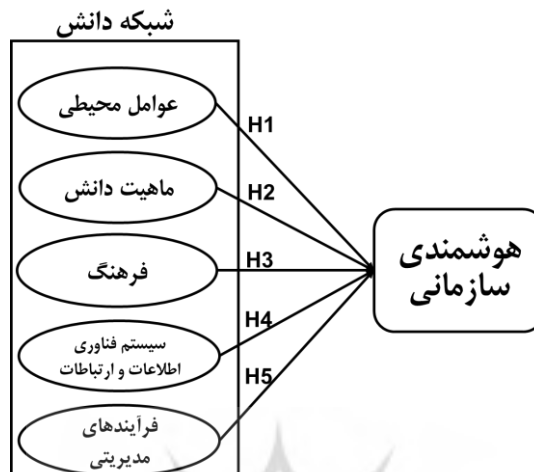 شبکه دانش
عوامل محیطی
H1
ماهیت دانش
H2
فرهنگ
H3
هوشمندی
سازمانی
سیستم فناوری
اطلاعات و ارتباطات
H4
فرآیندهای
مدیریتی
H5